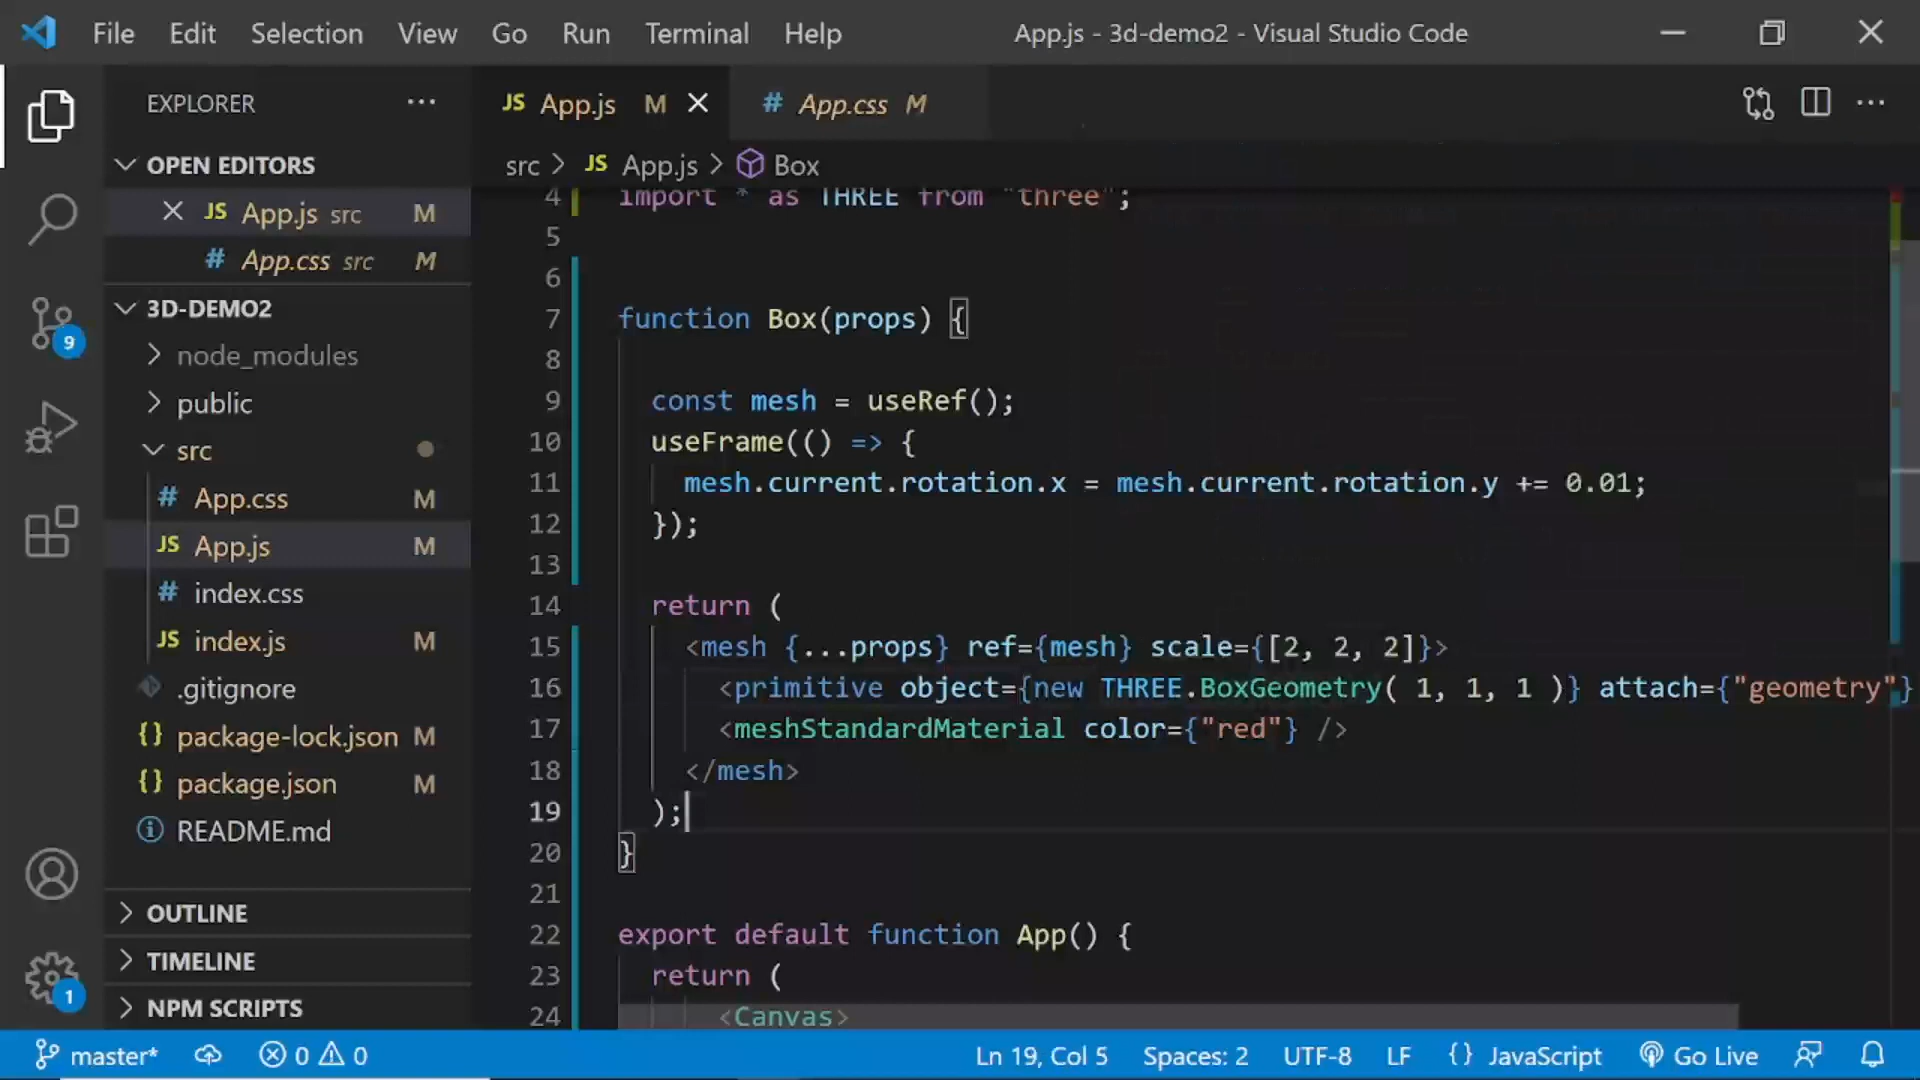 File Edit Selection View Go Run Terminal Help App.js - 3d-demo2 - Visual Studio Code
EXPLORER
JS App.js M
# App.css M
OPEN EDITORS
JS App.js src M
# App.css src M
3D-DEMO2
node_modules
public
src
# App.css M
JS App.js M
# index.css
JS index.js M
.gitignore
{} package-lock.json M
{} package.json M
README.md
OUTLINE
TIMELINE
NPM SCRIPTS
9
1
src > JS App.js > Box
4 import * as THREE from "three";
5
6
7 function Box(props) {
8
9 const mesh = useRef();
10 useFrame(() => {
11 mesh.current.rotation.x = mesh.current.rotation.y += 0.01;
12 });
13
14 return (
15 <mesh {...props} ref={mesh} scale={[2, 2, 2]}>
16 <primitive object={new THREE.BoxGeometry( 1, 1, 1 )} attach={"geometry"}
17 <meshStandardMaterial color={"red"} />
18 </mesh>
19 );
20 }
21
22 export default function App() {
23 return (
24 <Canvas>
master* 0 0 Ln 19, Col 5 Spaces: 2 UTF-8 LF {} JavaScript Go Live